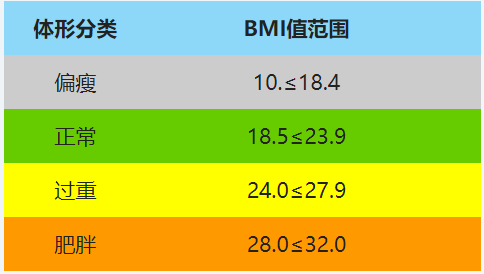 体形分类 BMI值范围
偏瘦 10.≤18.4
正常 18.5≤23.9
过重 24.0≤27.9
肥胖 28.0≤32.0